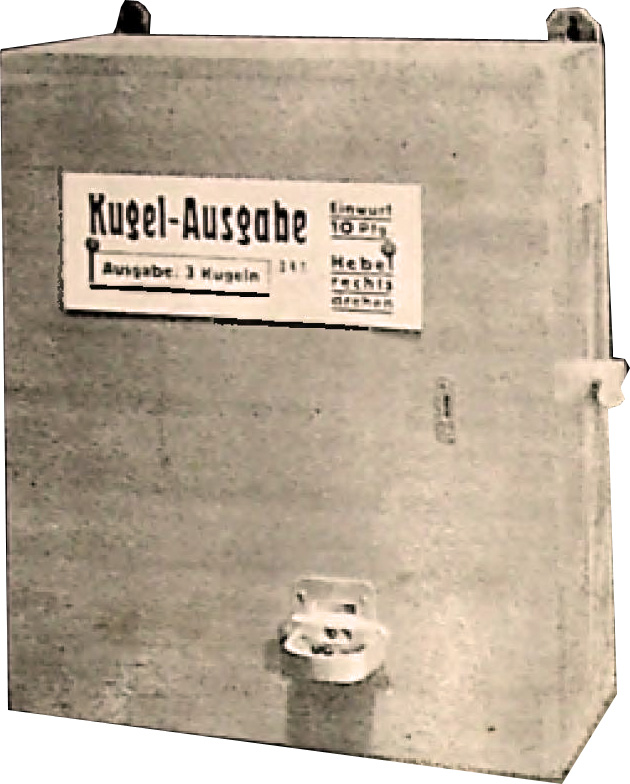 Kugel-Ausgabe
Ausgabe: 3 Kugeln
Einwurf
10 Pfg
Hebel
rechts
drehen